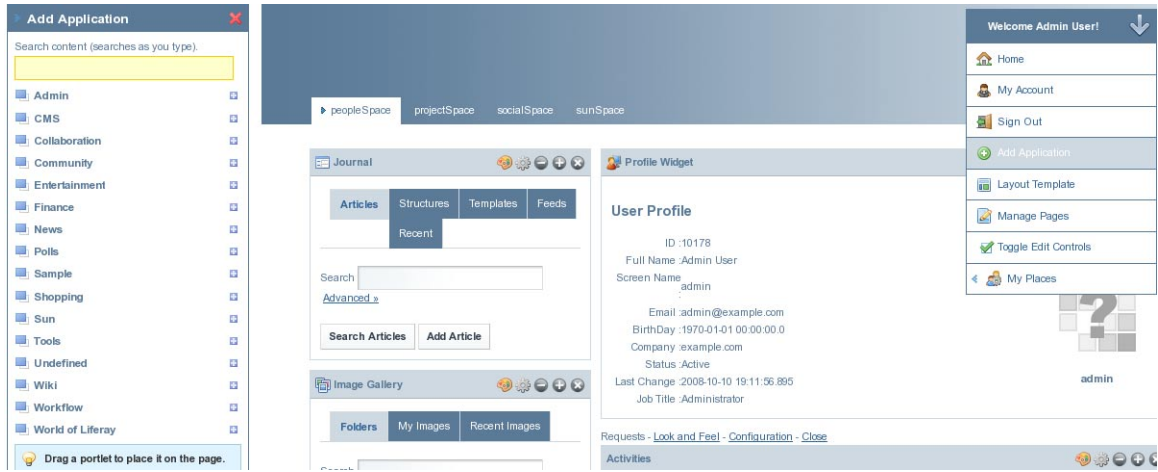 Add Application
Search content (searches as you type).
Admin
CMS
Collaboration
Community
Entertainment
Finance
News
Polls
Sample
Shopping
Sun
Tools
Undefined
Wiki
Workflow
World of Liferay
Drag a portlet to place it on the page.
peopleSpace projectSpace socialSpace sunSpace
Journal
Articles Structures Templates Feeds
Recent
Search
Advanced »
Search Articles Add Article
Image Gallery
Folders My Images Recent Images
Search
Profile Widget
User Profile
ID :10178
Full Name :Admin User
Screen Name
:
admin
Email :admin@example.com
BirthDay :1970-01-01 00:00:00.0
Company :example.com
Status :Active
Last Change :2008-10-10 19:11:56.895
Job Title :Administrator
admin
Requests - Look and Feel - Configuration - Close
Activities
Welcome Admin User!
Home
My Account
Sign Out
Add Application
Layout Template
Manage Pages
Toggle Edit Controls
My Places